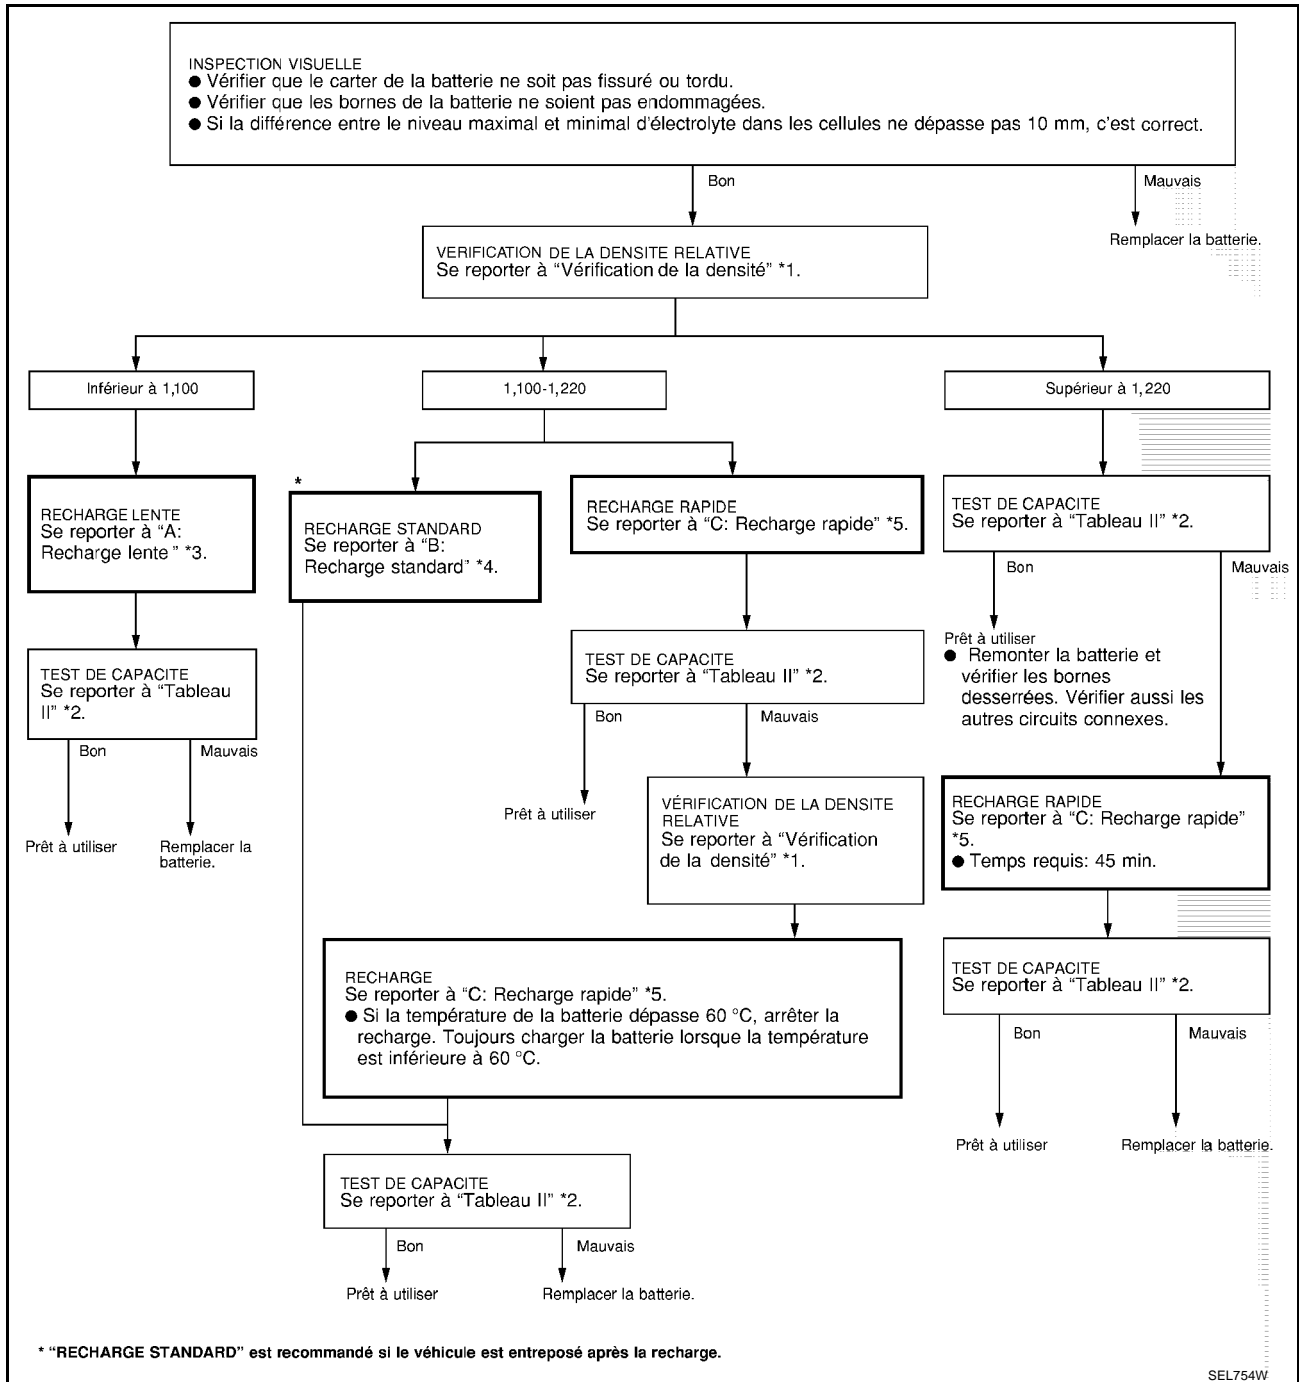 INSPECTION VISUELLE
● Vérifier que le carter de la batterie ne soit pas fissuré ou tordu.
● Vérifier que les bornes de la batterie ne soient pas endommagées.
● Si la différence entre le niveau maximal et minimal d'électrolyte dans les cellules ne dépasse pas 10 mm, c'est correct.
Bon
Mauvais
Remplacer la batterie.
VERIFICATION DE LA DENSITE RELATIVE
Se reporter à “Vérification de la densité” *1.
Inférieur à 1,100
1,100-1,220
Supérieur à 1,220
RECHARGE LENTE
Se reporter à “A:
Recharge lente” *3.
*
RECHARGE STANDARD
Se reporter à “B:
Recharge standard” *4.
RECHARGE RAPIDE
Se reporter à “C: Recharge rapide” *5.
TEST DE CAPACITE
Se reporter à “Tableau II” *2.
Bon
Mauvais
Prêt à utiliser
● Remonter la batterie et
vérifier les bornes
desserrées. Vérifier aussi les
autres circuits connexes.
TEST DE CAPACITE
Se reporter à “Tableau
II” *2.
Bon
Mauvais
Prêt à utiliser
Remplacer la
batterie.
TEST DE CAPACITE
Se reporter à “Tableau II” *2.
Bon
Mauvais
Prêt à utiliser
VÉRIFICATION DE LA DENSITE
RELATIVE
Se reporter à “Vérification
de la densité” *1.
RECHARGE RAPIDE
Se reporter à “C: Recharge rapide”
*5.
● Temps requis: 45 min.
RECHARGE
Se reporter à “C: Recharge rapide” *5.
● Si la température de la batterie dépasse 60 °C, arrêter la
recharge. Toujours charger la batterie lorsque la température
est inférieure à 60 °C.
TEST DE CAPACITE
Se reporter à “Tableau II” *2.
Bon
Mauvais
Prêt à utiliser
Remplacer la batterie.
TEST DE CAPACITE
Se reporter à “Tableau II” *2.
Bon
Mauvais
Prêt à utiliser
Remplacer la batterie.
* “RECHARGE STANDARD” est recommandé si le véhicule est entreposé après la recharge.
SEL754W